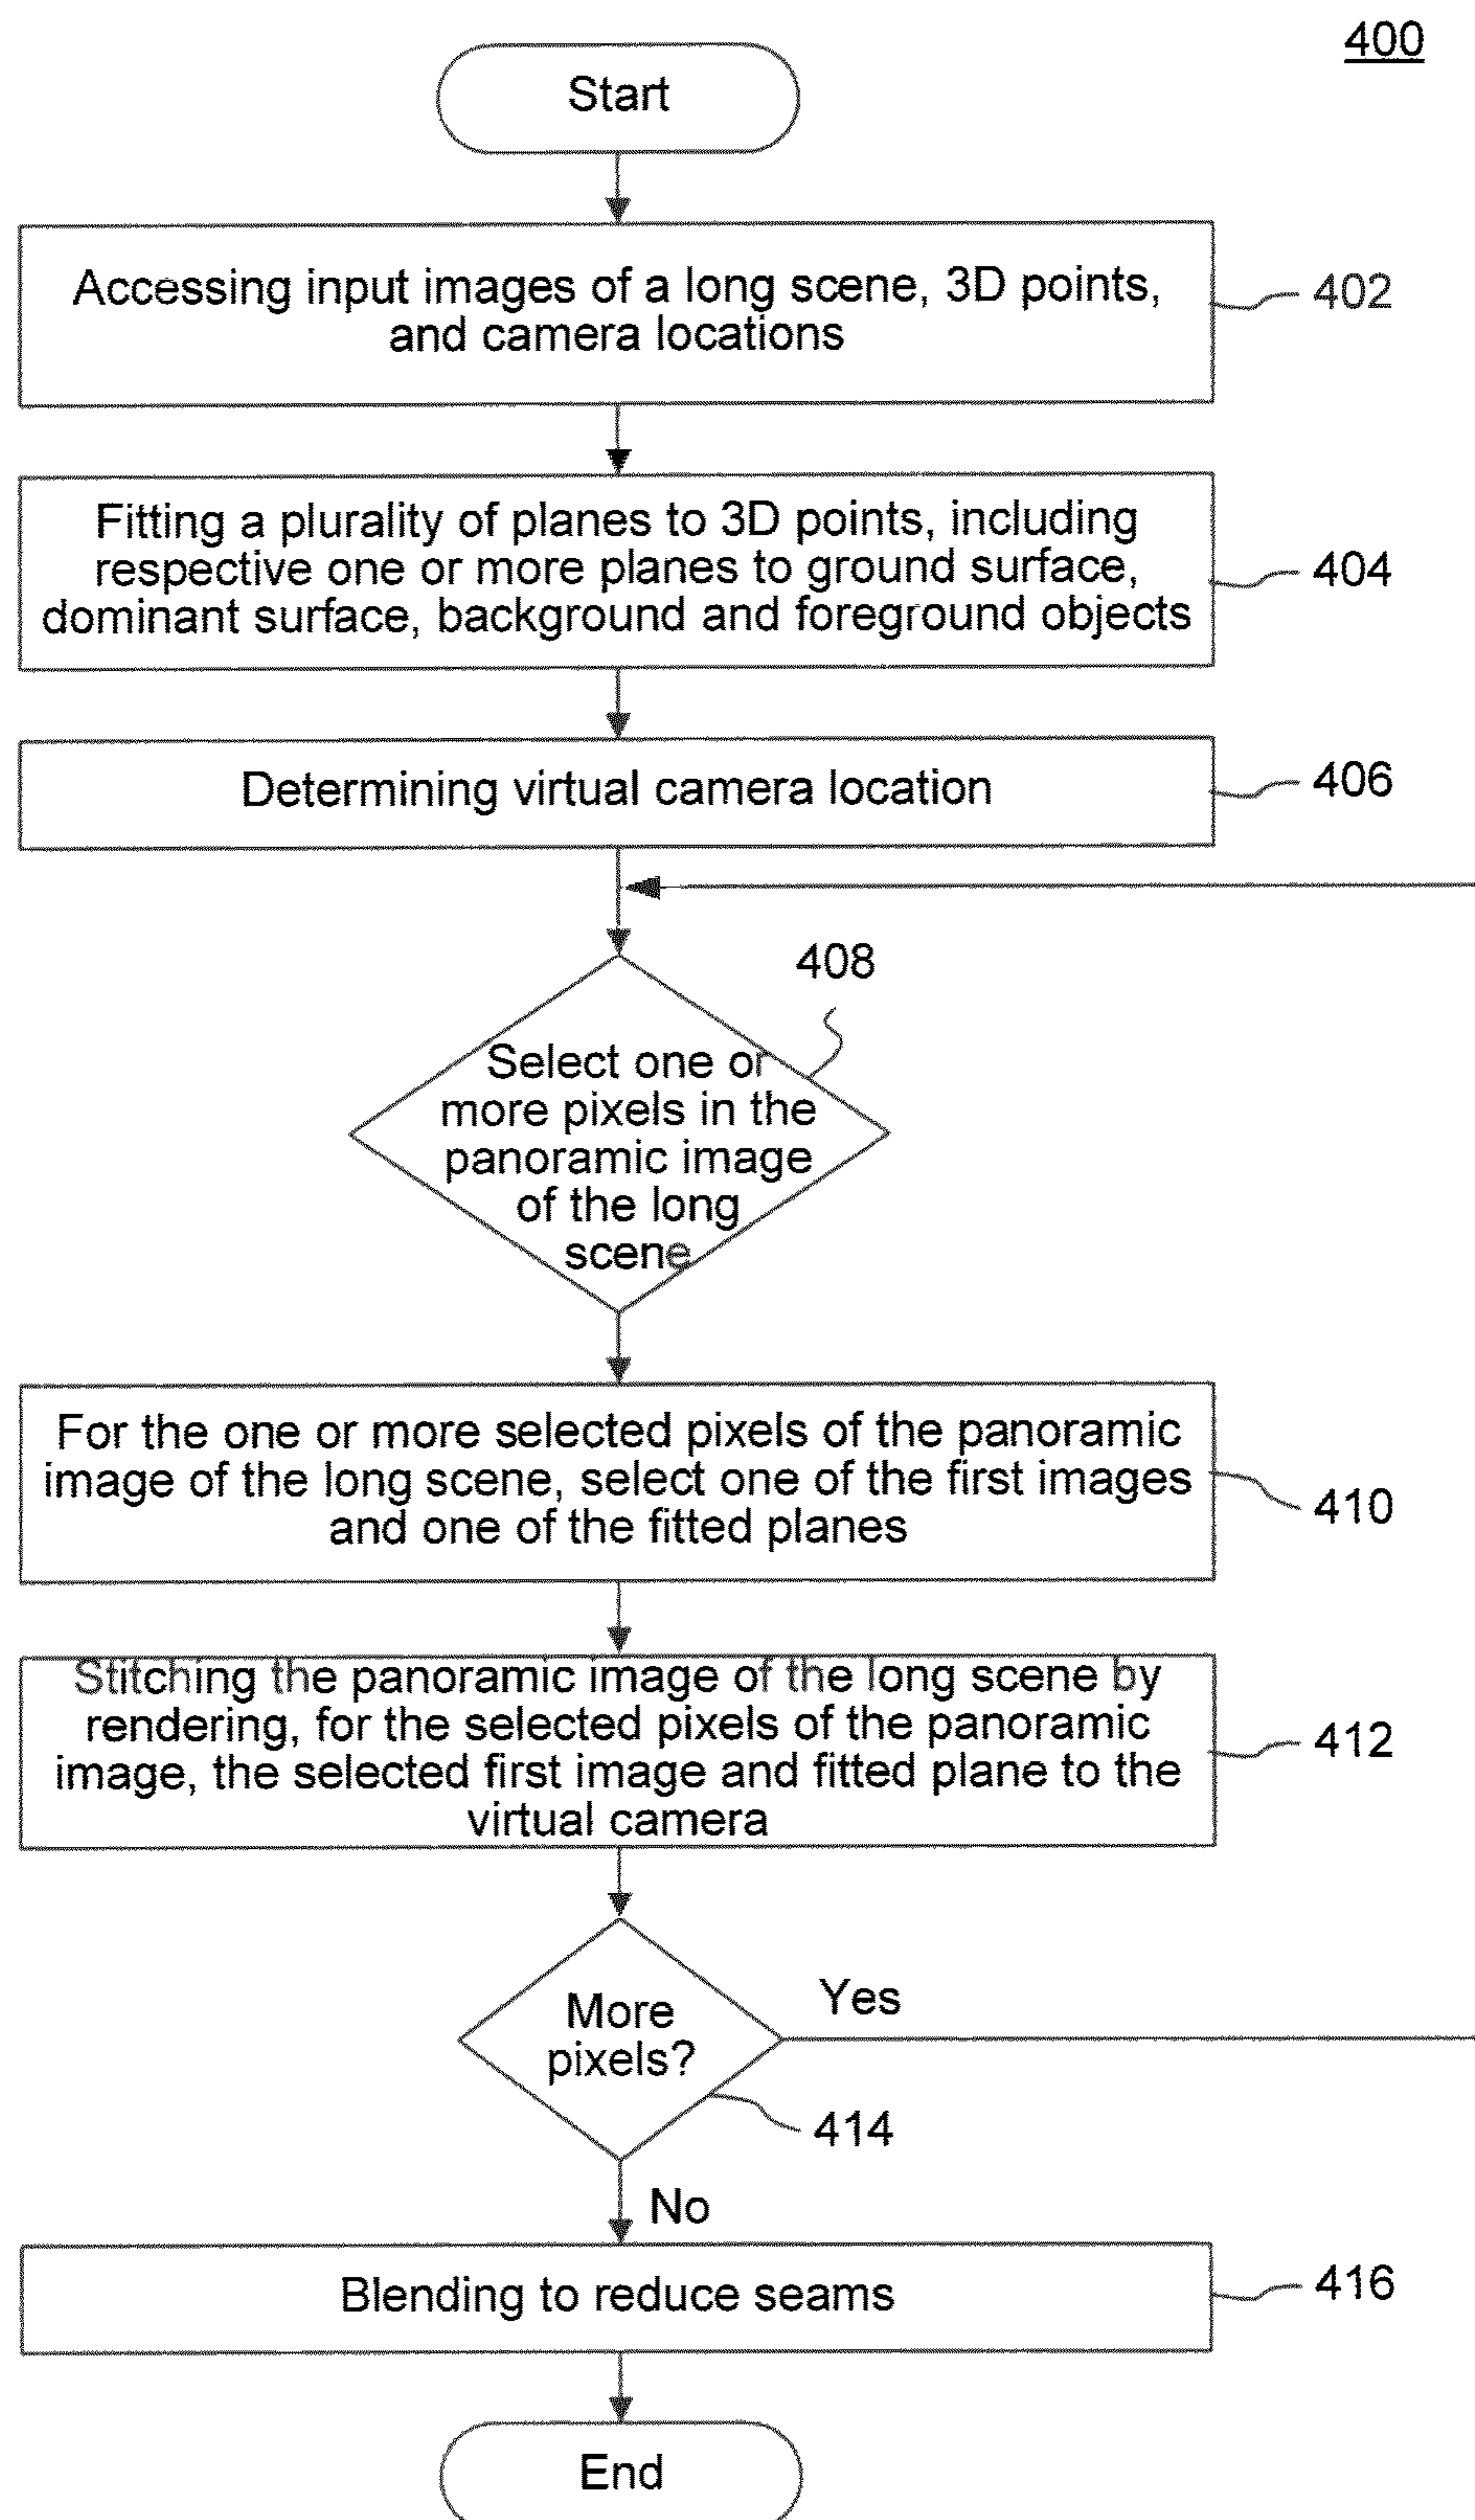 400
Start
Accessing input images of a long scene, 3D points,
and camera locations
402
Fitting a plurality of planes to 3D points, including
respective one or more planes to ground surface,
dominant surface, background and foreground objects
404
Determining virtual camera location
406
408
Select one or
more pixels in the
panoramic image
of the long
scene
For the one or more selected pixels of the panoramic
image of the long scene, select one of the first images
and one of the fitted planes
410
Stitching the panoramic image of the long scene by
rendering, for the selected pixels of the panoramic
image, the selected first image and fitted plane to the
virtual camera
412
More
pixels?
Yes
414
No
Blending to reduce seams
416
End